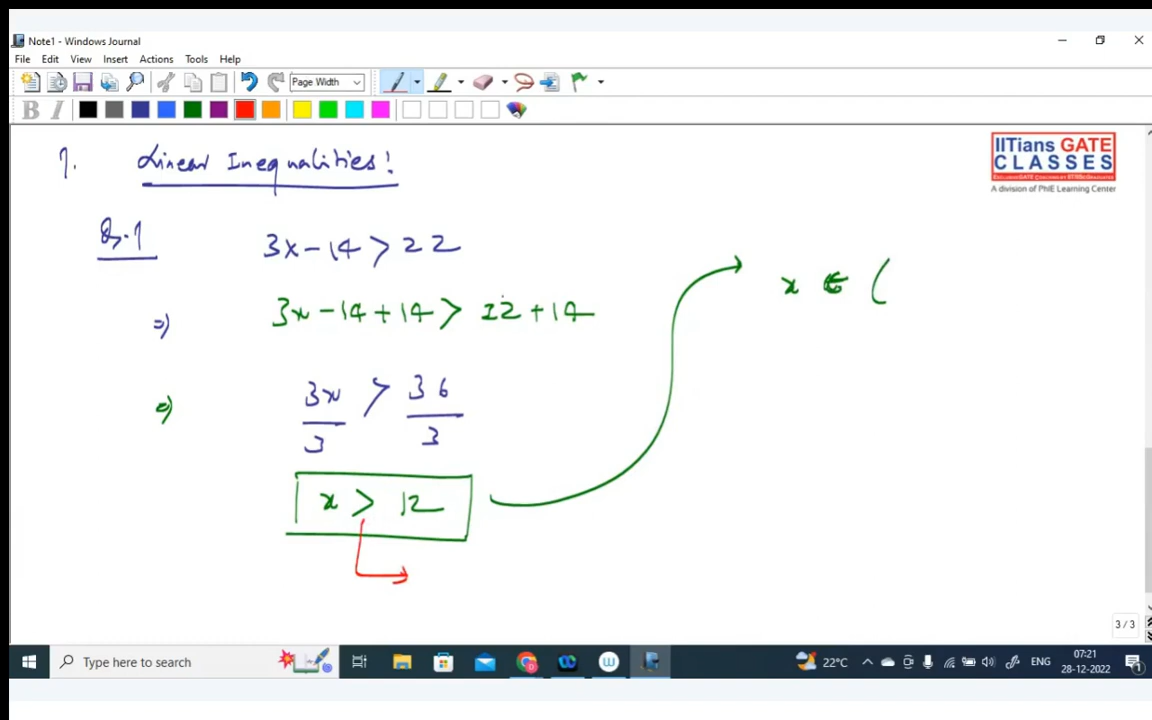 Note1 - Windows Journal
File Edit View Insert Actions Tools Help
Page Width
B I
7. Linear Inequalities!
IITians GATE
CLASSES
A division of PhIE Learning Center
3x-14>22
⇒ 3x-14+14>22+14
⇒ 3x/3 > 36/3
x > 12
x ∈ (
3 / 3
Type here to search
22°C
ENG
07:21
28-12-2022
1